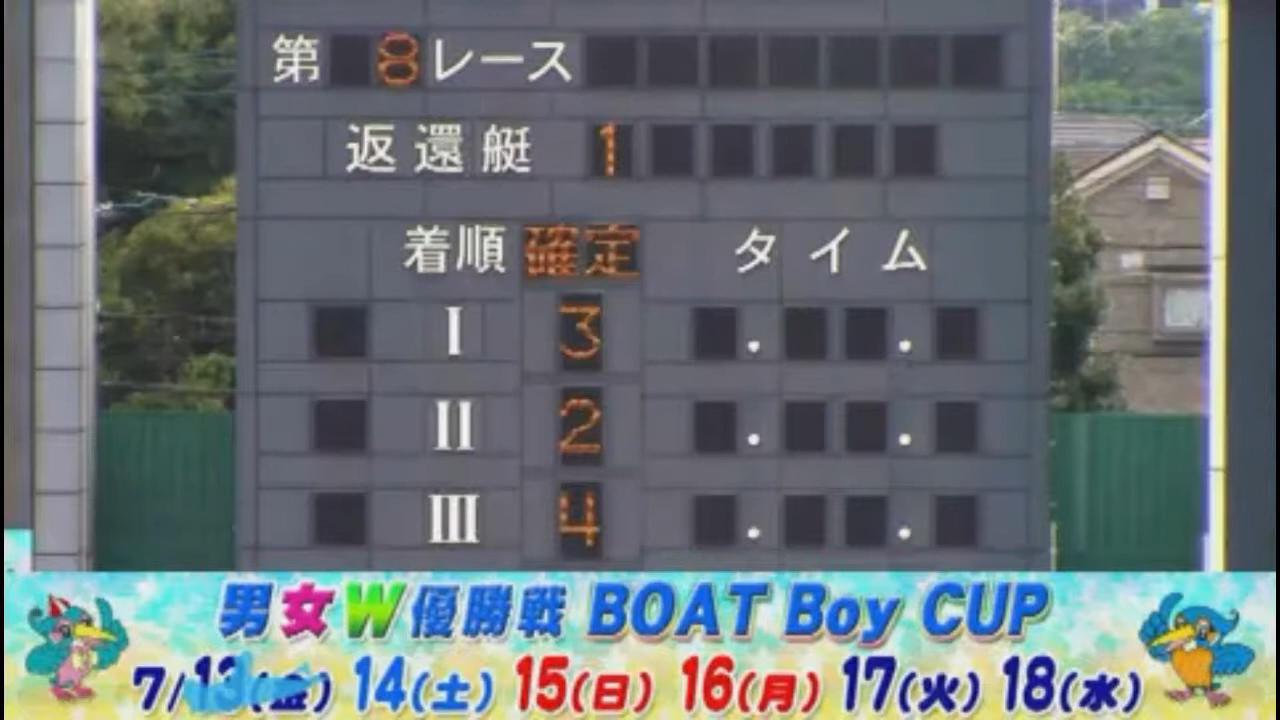 第 8 レース
返還艇 1
着順 確定 タイム
I 3 . .
II 2 . .
III 4 . .
男女W優勝戦 BOAT Boy CUP
7/13(金) 14(土) 15(日) 16(月) 17(火) 18(水)